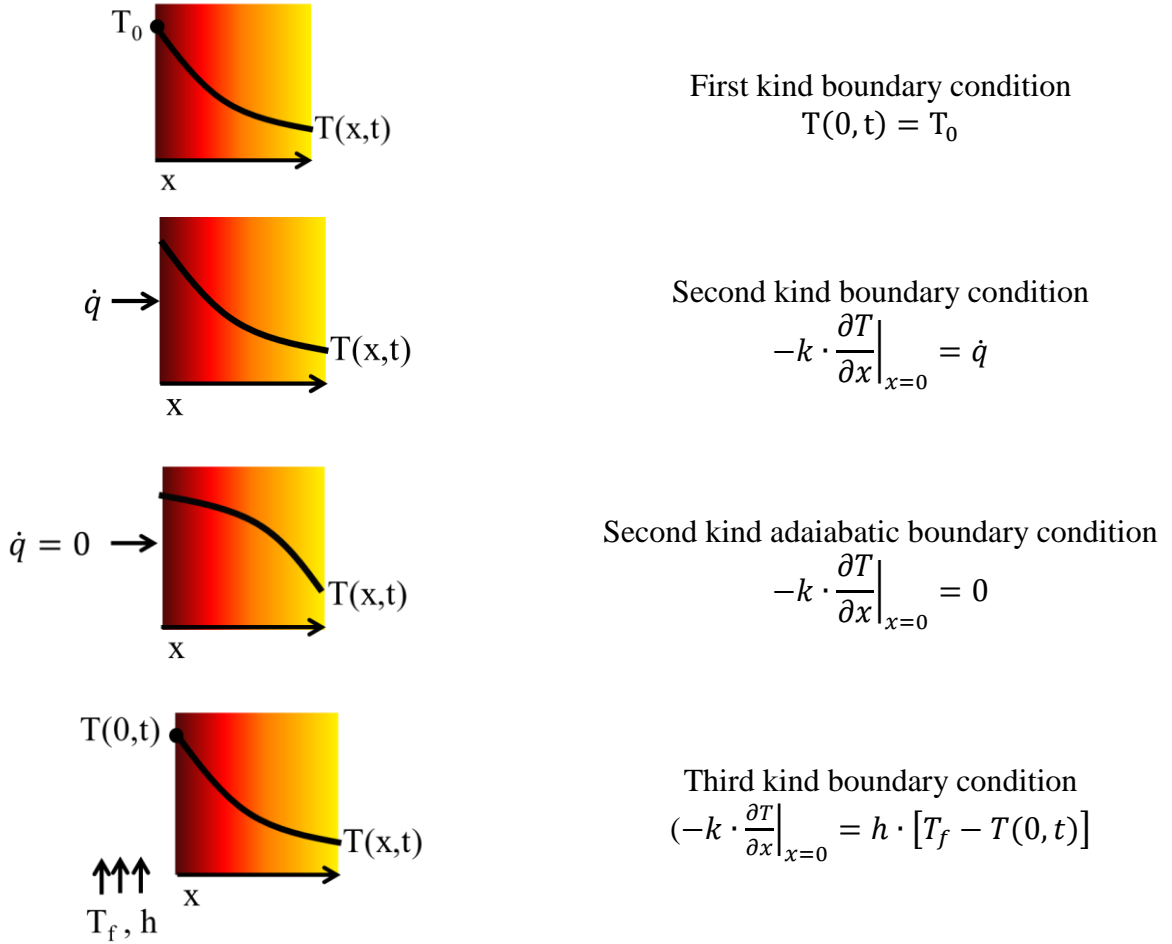 T₀
T(x,t)
x
First kind boundary condition
T(0, t) = T₀
q̇
T(x,t)
x
Second kind boundary condition
−k · ∂T/∂x|ₓ₌₀ = q̇
q̇ = 0
T(x,t)
x
Second kind adaiabatic boundary condition
−k · ∂T/∂x|ₓ₌₀ = 0
T(0,t)
T(x,t)
x
T_f , h
Third kind boundary condition
(−k · ∂T/∂x|ₓ₌₀ = h · [T_f − T(0, t)]